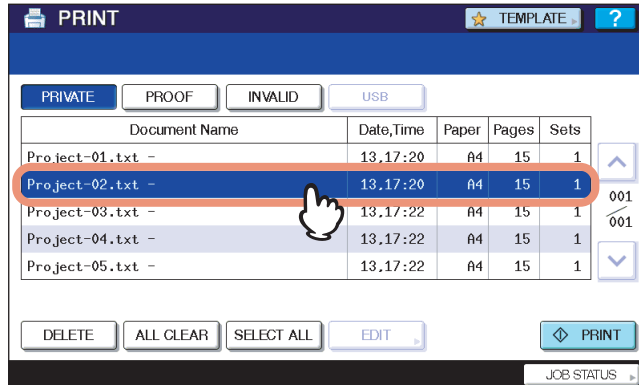 PRINT TEMPLATE ?
PRIVATE PROOF INVALID USB
Document Name Date,Time Paper Pages Sets
Project-01.txt - 13,17:20 A4 15 1
Project-02.txt - 13,17:20 A4 15 1
Project-03.txt - 13,17:22 A4 15 1
Project-04.txt - 13,17:22 A4 15 1
Project-05.txt - 13,17:22 A4 15 1
001
001
DELETE ALL CLEAR SELECT ALL EDIT PRINT
JOB STATUS